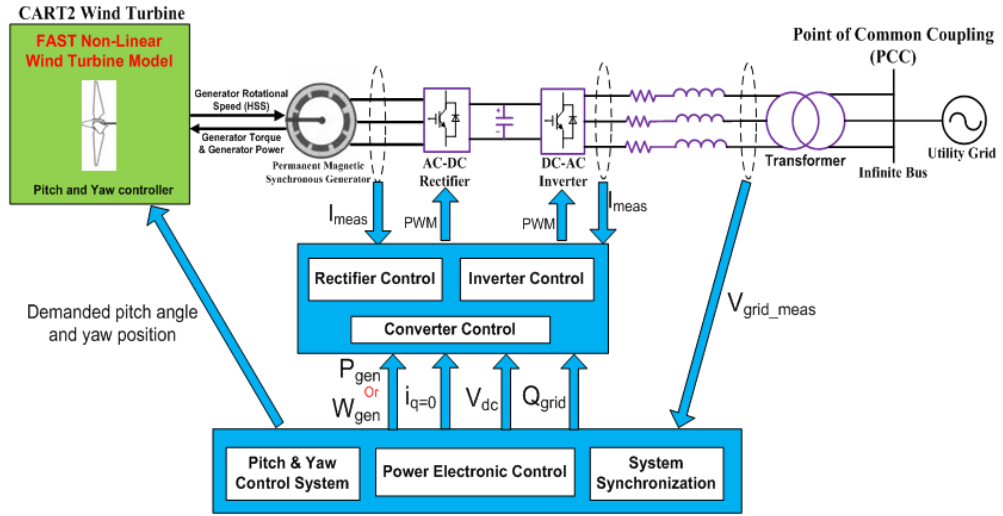 CART2 Wind Turbine
FAST Non-Linear
Wind Turbine Model
Pitch and Yaw controller
Generator Rotational
Speed (HSS)
Generator Torque
& Generator Power
Permanent Magnetic
Synchronous Generator
AC-DC
Rectifier
+
-
DC-AC
Inverter
Transformer
Point of Common Coupling
(PCC)
Infinite Bus
Utility Grid
Imeas
PWM
PWM
Imeas
Rectifier Control
Inverter Control
Converter Control
Demanded pitch angle
and yaw position
Vgrid_meas
Pgen
Or
Wgen
iq=0
Vdc
Qgrid
Pitch & Yaw
Control System
Power Electronic Control
System
Synchronization